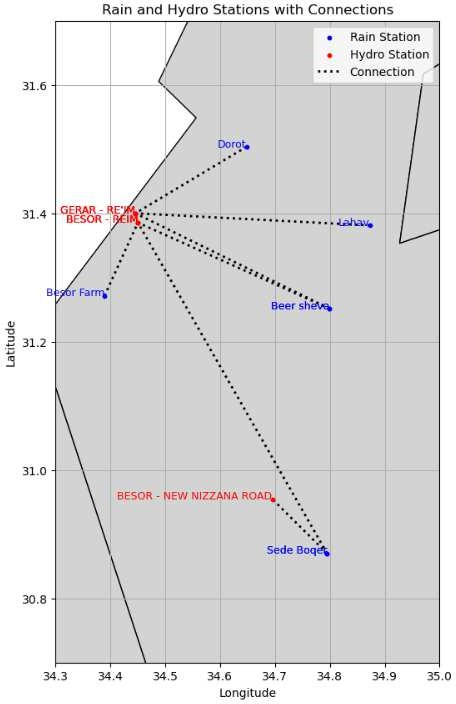 Rain and Hydro Stations with Connections
Rain Station
Hydro Station
Connection
31.6
Dorot
31.4
GERAR - RE'IM
BESOR - REIM
Lahav
Besor Farm
Beer sheve
31.2
Latitude
31.0
BESOR - NEW NIZZANA ROAD
Sede Boqer
30.8
34.3 34.4 34.5 34.6 34.7 34.8 34.9 35.0
Longitude